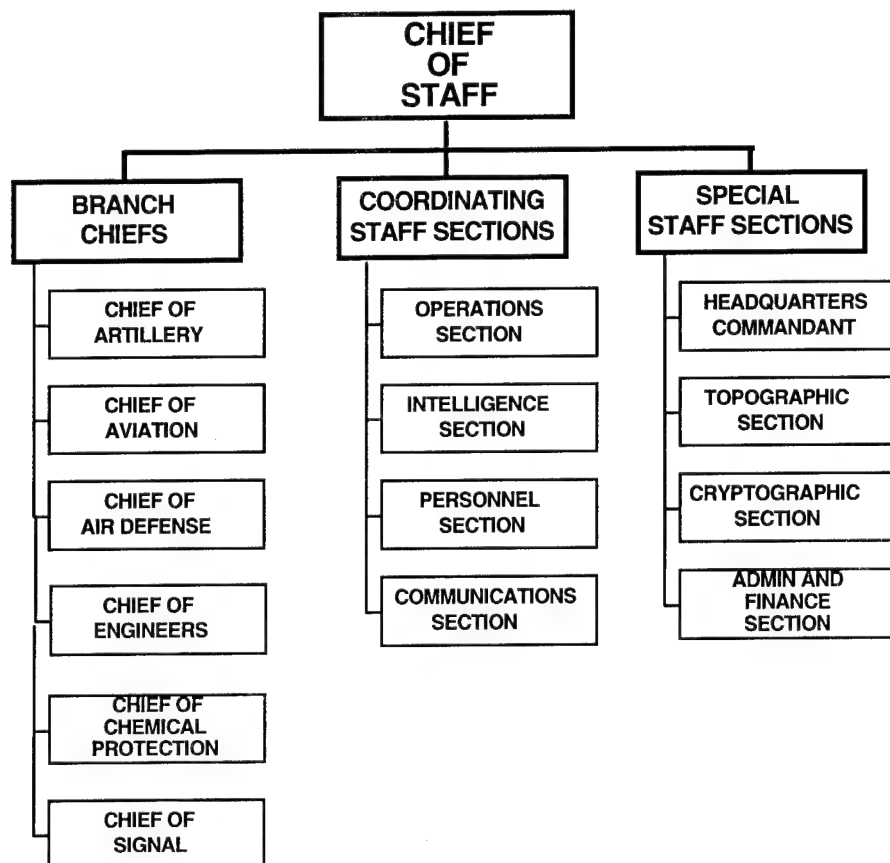 CHIEF
OF
STAFF
BRANCH
CHIEFS
CHIEF OF
ARTILLERY
CHIEF OF
AVIATION
CHIEF OF
AIR DEFENSE
CHIEF OF
ENGINEERS
CHIEF OF
CHEMICAL
PROTECTION
CHIEF OF
SIGNAL
COORDINATING
STAFF SECTIONS
OPERATIONS
SECTION
INTELLIGENCE
SECTION
PERSONNEL
SECTION
COMMUNICATIONS
SECTION
SPECIAL
STAFF SECTIONS
HEADQUARTERS
COMMANDANT
TOPOGRAPHIC
SECTION
CRYPTOGRAPHIC
SECTION
ADMIN AND
FINANCE
SECTION